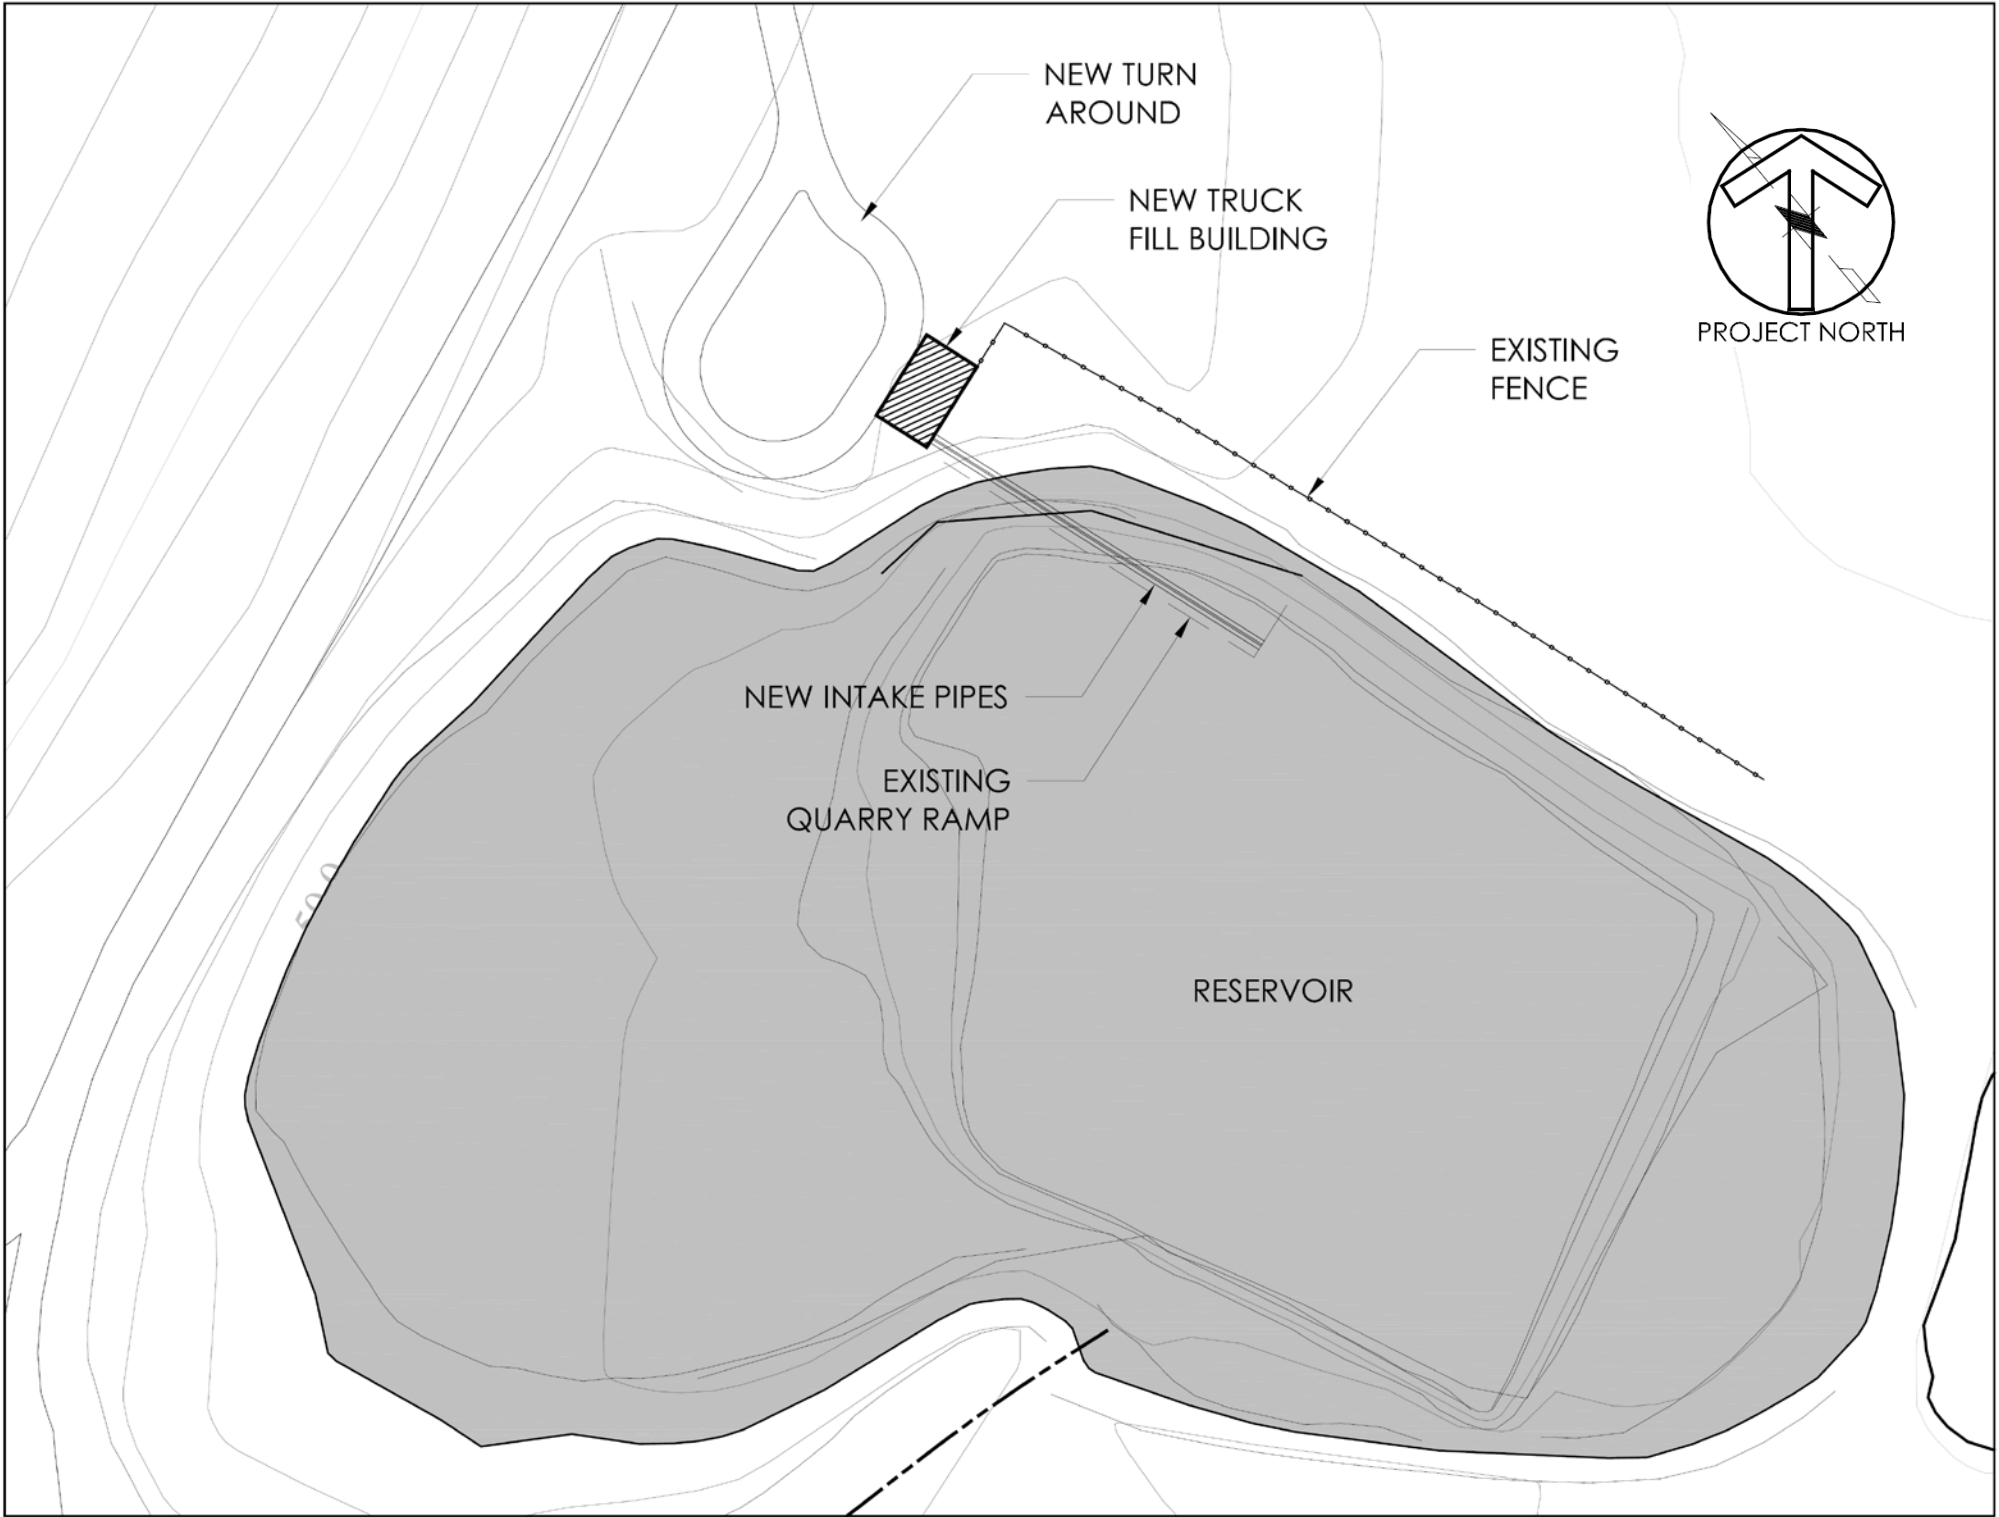 NEW TURN
AROUND
NEW TRUCK
FILL BUILDING
PROJECT NORTH
EXISTING
FENCE
NEW INTAKE PIPES
EXISTING
QUARRY RAMP
RESERVOIR